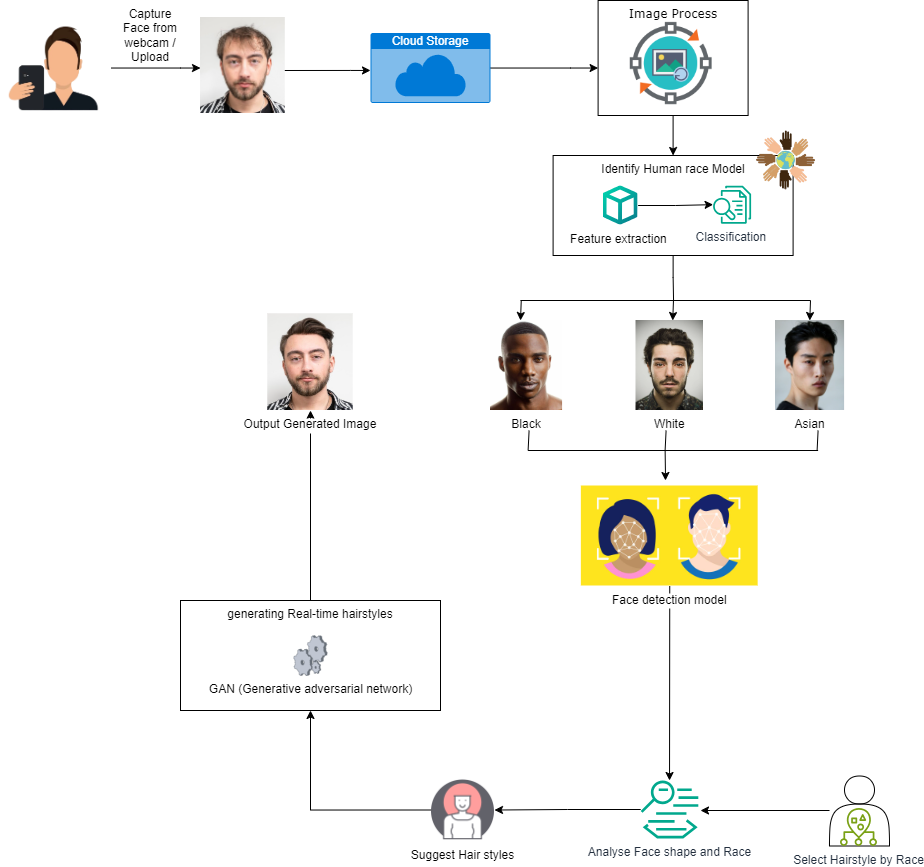 Capture
Face from
webcam /
Upload
Cloud Storage
Image Process
Identify Human race Model
Feature extraction
Classification
Black
White
Asian
Output Generated Image
Face detection model
generating Real-time hairstyles
GAN (Generative adversarial network)
Suggest Hair styles
Analyse Face shape and Race
Select Hairstyle by Race